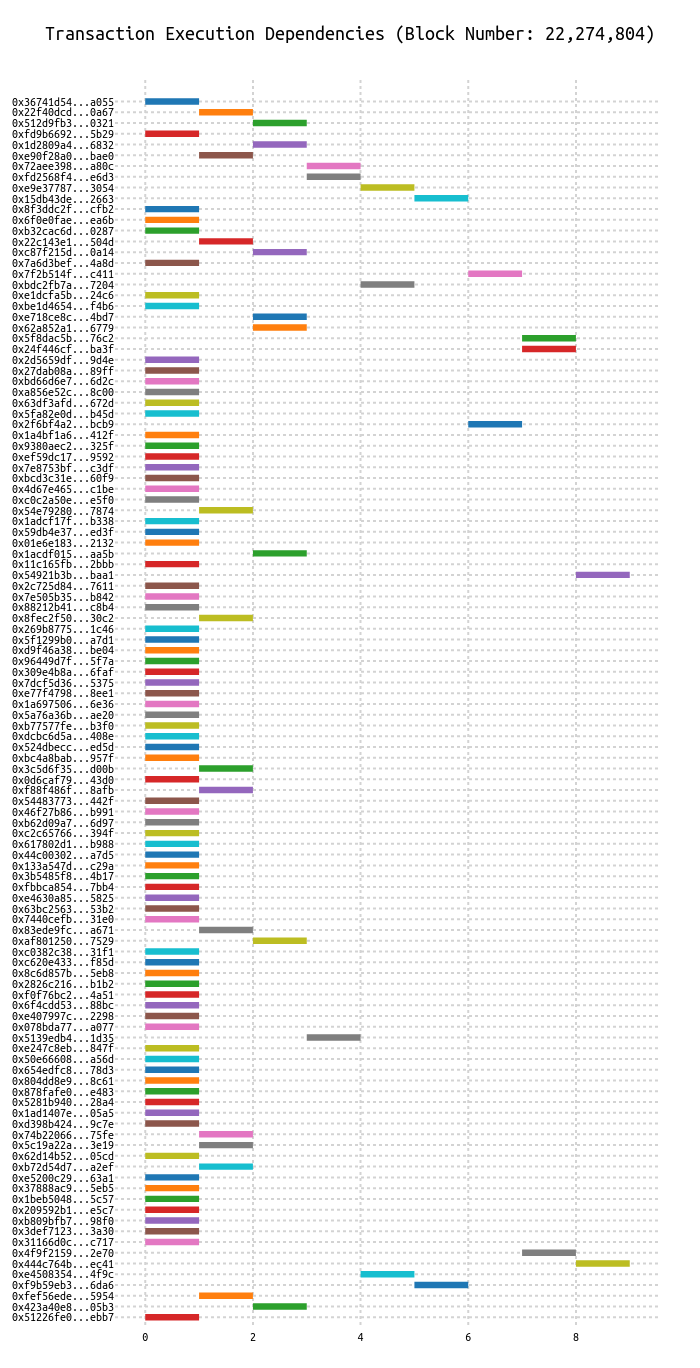 Transaction Execution Dependencies (Block Number: 22,274,804)
0x36741d54...a055
0x22f40dcd...0a67
0x512d9fb3...0321
0xfd9b6692...5b29
0x1d2809a4...6832
0xe90f28a0...bae0
0x72aee398...a80c
0xfd2568f4...e6d3
0xe9e37787...3054
0x15db43de...2663
0x8f3ddc2f...cfb2
0x6f0e0fae...ea6b
0xb32cac6d...0287
0x22c143e1...504d
0xc87f215d...0a14
0x7a6d3bef...4a8d
0x7f2b514f...c411
0xbdc2fb7a...7204
0xe1dcfa5b...24c6
0xbe1d4654...f4b6
0xe718ce8c...4bd7
0x62a852a1...6779
0x5f8dac5b...76c2
0x24f446cf...ba3f
0x2d5659df...9d4e
0x27dab08a...89ff
0xbd66d6e7...6d2c
0xa856e52c...8c00
0x63df3afd...672d
0x5fa82e0d...b45d
0x2f6bf4a2...bcb9
0x1a4bf1a6...412f
0x9380aec2...325f
0xef59dc17...9592
0x7e8753bf...c3df
0xbcd3c31e...60f9
0x4d67e465...c1be
0xc0c2a50e...e5f0
0x54e79280...7874
0x1adcf17f...b338
0x59db4e37...ed3f
0x01e6e183...2132
0x1acdf015...aa5b
0x11c165fb...2bbb
0x54921b3b...baa1
0x2c725d84...7611
0x7e505b35...b842
0x88212b41...c8b4
0x8fec2f50...30c2
0x269b8775...1c46
0x5f1299b0...a7d1
0xd9f46a38...be04
0x96449d7f...5f7a
0x309e4b8a...6faf
0x7dcf5d36...5375
0xe77f4798...8ee1
0x1a697506...6e36
0x5a76a36b...ae20
0xb77577fe...b3f0
0xdcbc6d5a...408e
0x524dbecc...ed5d
0xbc4a8bab...957f
0x3c5d6f35...d00b
0x0d6caf79...43d0
0xf88f486f...8afb
0x54483773...442f
0x46f27b86...b991
0xb62d09a7...6d97
0xc2c65766...394f
0x617802d1...b988
0x44c00302...a7d5
0x133a547d...c29a
0x3b5485f8...4b17
0xfbbca854...7bb4
0xe4630a85...5825
0x63bc2563...53b2
0x7440cefb...31e0
0x83ede9fc...a671
0xaf801250...7529
0xc0382c38...31f1
0xc620e433...f85d
0x8c6d857b...5eb8
0x2826c216...b1b2
0xf0f76bc2...4a51
0x6f4cdd53...88bc
0xe407997c...2298
0x078bda77...a077
0x5139edb4...1d35
0xe247c8eb...847f
0x50e66608...a56d
0x654edfc8...78d3
0x804dd8e9...8c61
0x878fafe0...e483
0x5281b940...28a4
0x1ad1407e...05a5
0xd398b424...9c7e
0x74b22066...75fe
0x5c19a22a...3e19
0x62d14b52...05cd
0xb72d54d7...a2ef
0xe5200c29...63a1
0x37888ac9...5eb5
0x1beb5048...5c57
0x209592b1...e5c7
0xb809bfb7...98f0
0x3def7123...3a30
0x31166d0c...c717
0x4f9f2159...2e70
0x444c764b...ec41
0xe4508354...4f9c
0xf9b59eb3...6da6
0xfef56ede...5954
0x423a40e8...05b3
0x51226fe0...ebb7
0 2 4 6 8